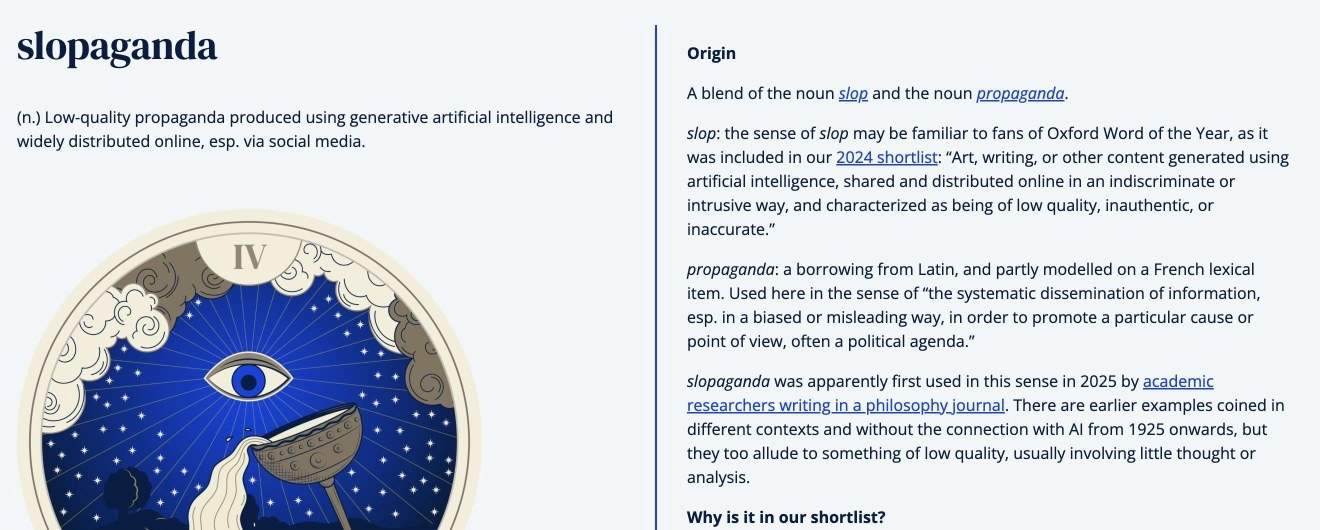 slopaganda
(n.) Low-quality propaganda produced using generative artificial intelligence and
widely distributed online, esp. via social media.
IV
Origin
A blend of the noun slop and the noun propaganda.
slop: the sense of slop may be familiar to fans of Oxford Word of the Year, as it
was included in our 2024 shortlist: “Art, writing, or other content generated using
artificial intelligence, shared and distributed online in an indiscriminate or
intrusive way, and characterized as being of low quality, inauthentic, or
inaccurate.”
propaganda: a borrowing from Latin, and partly modelled on a French lexical
item. Used here in the sense of “the systematic dissemination of information,
esp. in a biased or misleading way, in order to promote a particular cause or
point of view, often a political agenda.”
slopaganda was apparently first used in this sense in 2025 by academic
researchers writing in a philosophy journal. There are earlier examples coined in
different contexts and without the connection with AI from 1925 onwards, but
they too allude to something of low quality, usually involving little thought or
analysis.
Why is it in our shortlist?